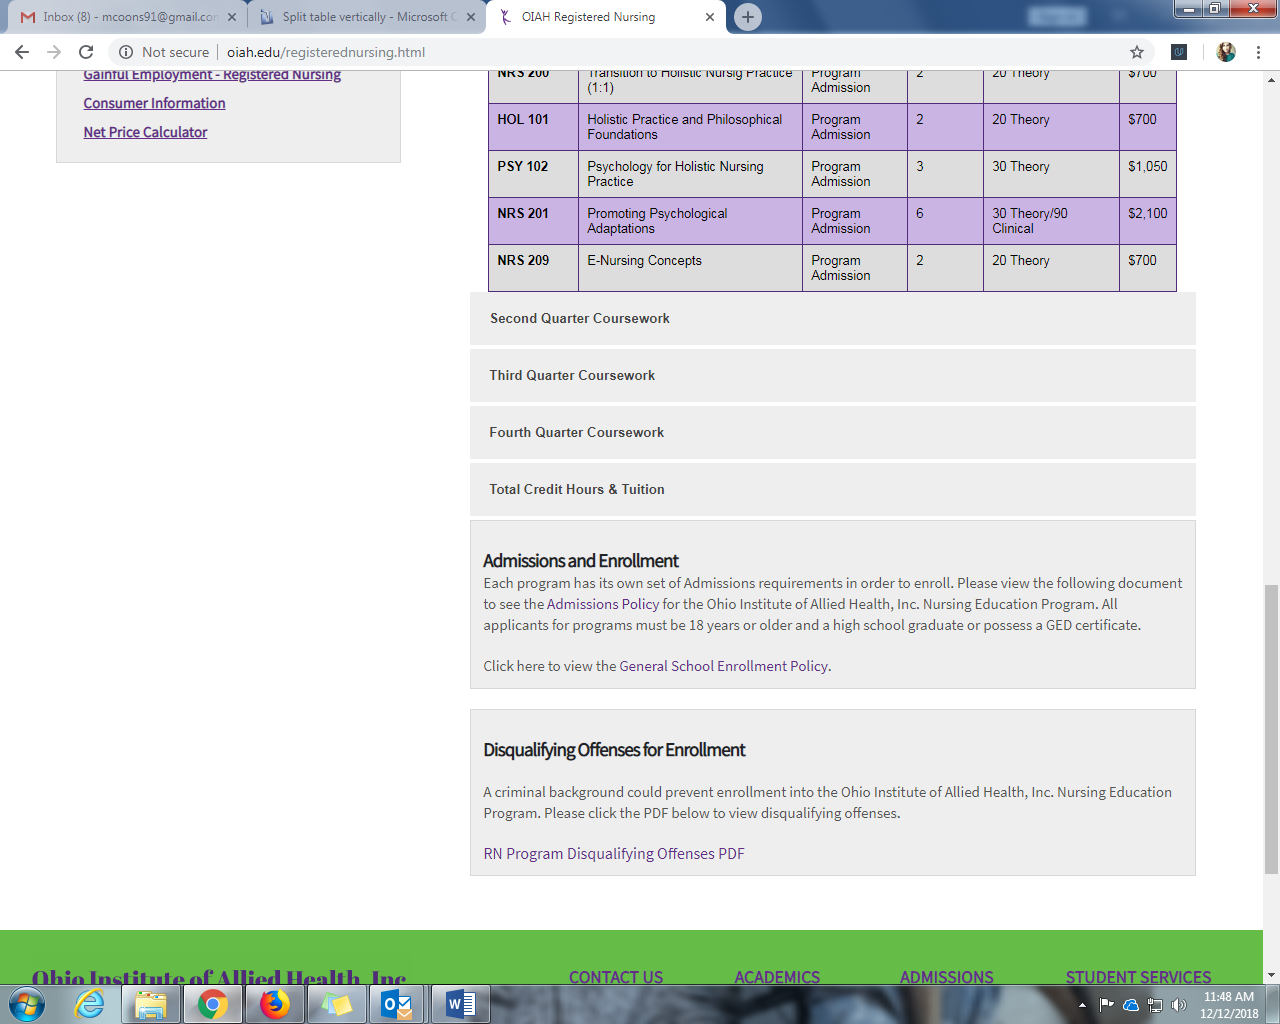 Inbox (8) - mcoons91@gmail.con
Split table vertically - Microsoft C
OIAH Registered Nursing
Not secure
oiah.edu/registerednursing.html
Gainful Employment - Registered Nursing
Consumer Information
Net Price Calculator
NRS 200 Transition to Holistic Nursig Practice (1:1) Program Admission 2 20 Theory $700
HOL 101 Holistic Practice and Philosophical Foundations Program Admission 2 20 Theory $700
PSY 102 Psychology for Holistic Nursing Practice Program Admission 3 30 Theory $1,050
NRS 201 Promoting Psychological Adaptations Program Admission 6 30 Theory/90 Clinical $2,100
NRS 209 E-Nursing Concepts Program Admission 2 20 Theory $700
Second Quarter Coursework
Third Quarter Coursework
Fourth Quarter Coursework
Total Credit Hours & Tuition
Admissions and Enrollment
Each program has its own set of Admissions requirements in order to enroll. Please view the following document
to see the Admissions Policy for the Ohio Institute of Allied Health, Inc. Nursing Education Program. All
applicants for programs must be 18 years or older and a high school graduate or possess a GED certificate.
Click here to view the General School Enrollment Policy.
Disqualifying Offenses for Enrollment
A criminal background could prevent enrollment into the Ohio Institute of Allied Health, Inc. Nursing Education
Program. Please click the PDF below to view disqualifying offenses.
RN Program Disqualifying Offenses PDF
Ohio Institute of Allied Health, Inc.
CONTACT US
ACADEMICS
ADMISSIONS
STUDENT SERVICES
11:48 AM
12/12/2018